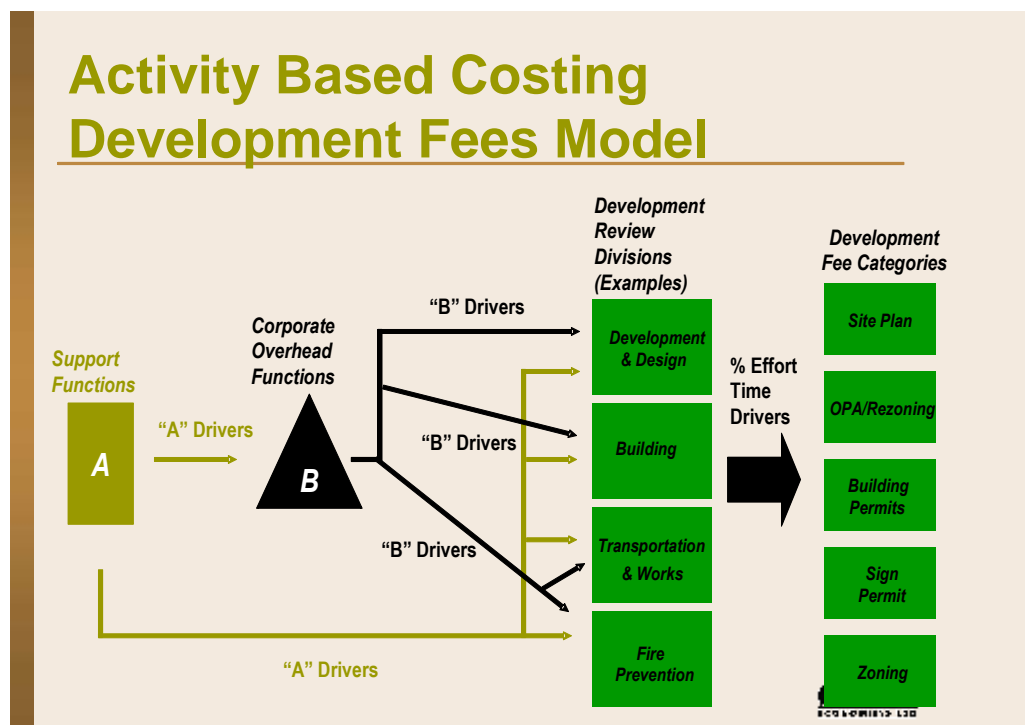 Activity Based Costing
Development Fees Model
Development
Review
Divisions
(Examples)
Development
Fee Categories
“B” Drivers
Corporate
Overhead
Functions
Support
Functions
Site Plan
Development
& Design
% Effort
Time
Drivers
“A” Drivers
“B” Drivers
OPA/Rezoning
Building
A
B
Building
Permits
“B” Drivers
Transportation
& Works
Sign
Permit
Fire
Prevention
“A” Drivers
Zoning
ECONOMISTS LTD